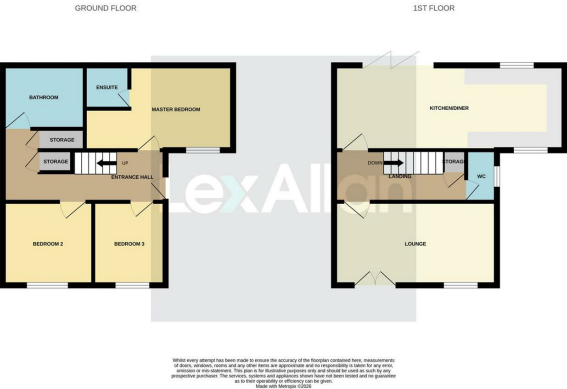 GROUND FLOOR
1ST FLOOR
BATHROOM
ENSUITE
MASTER BEDROOM
STORAGE
STORAGE
UP
ENTRANCE HALL
BEDROOM 2
BEDROOM 3
KITCHEN/DINER
DOWN
STORAGE
LANDING
WC
LOUNGE
LexAllan
Whilst every attempt has been made to ensure the accuracy of the floorplan contained here, measurements
of doors, windows, rooms and any other items are approximate and no responsibility is taken for any error,
omission or mis-statement. This plan is for illustrative purposes only and should be used as such by any
prospective purchaser. The services, systems and appliances shown have not been tested and no guarantee
as to their operability or efficiency can be given.
Made with Metropix ©2026